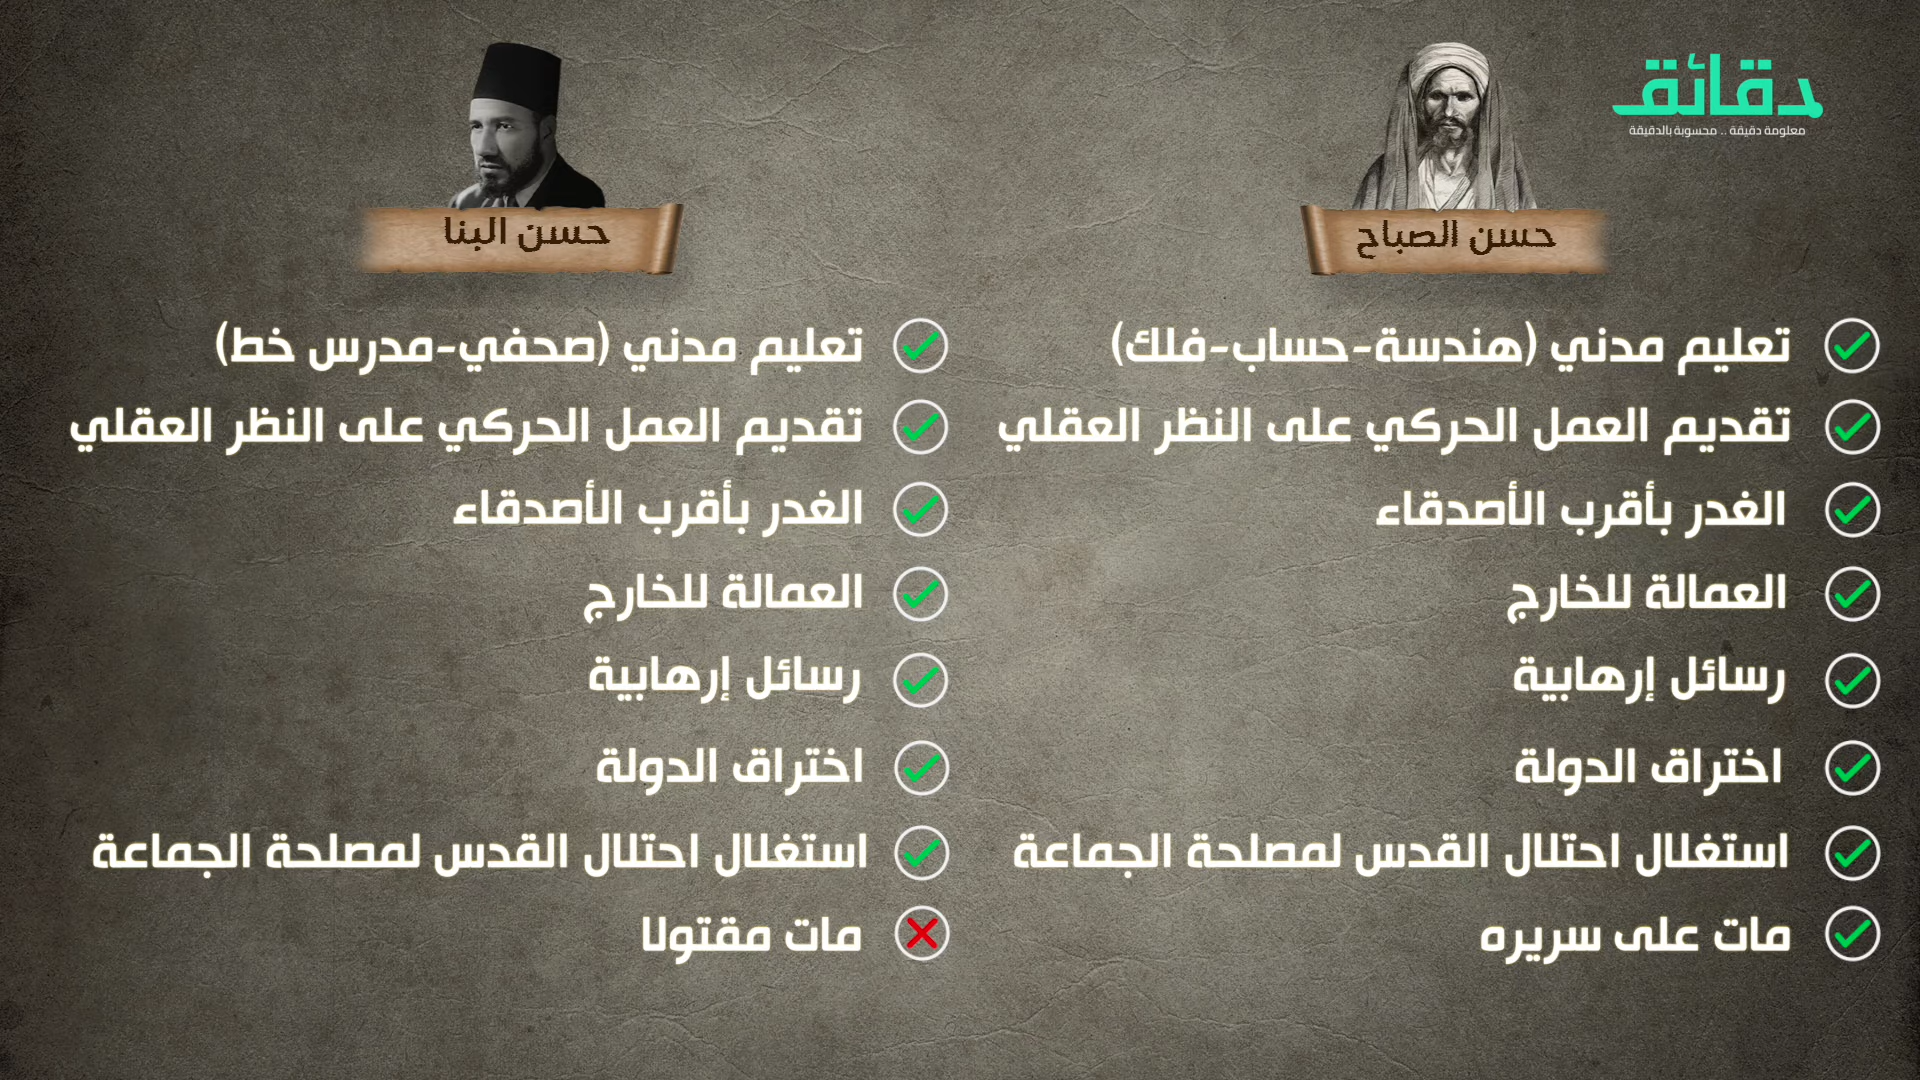 دقائق
معلومة دقيقة .. محسوبة بالدقيقة
حسن الصباح
تعليم مدني (هندسة-حساب-فلك)
تقديم العمل الحركي على النظر العقلي
الغدر بأقرب الأصدقاء
العمالة للخارج
رسائل إرهابية
اختراق الدولة
استغلال احتلال القدس لمصلحة الجماعة
مات على سريره
حسن البنا
تعليم مدني (صحفي-مدرس خط)
تقديم العمل الحركي على النظر العقلي
الغدر بأقرب الأصدقاء
العمالة للخارج
رسائل إرهابية
اختراق الدولة
استغلال احتلال القدس لمصلحة الجماعة
مات مقتولا